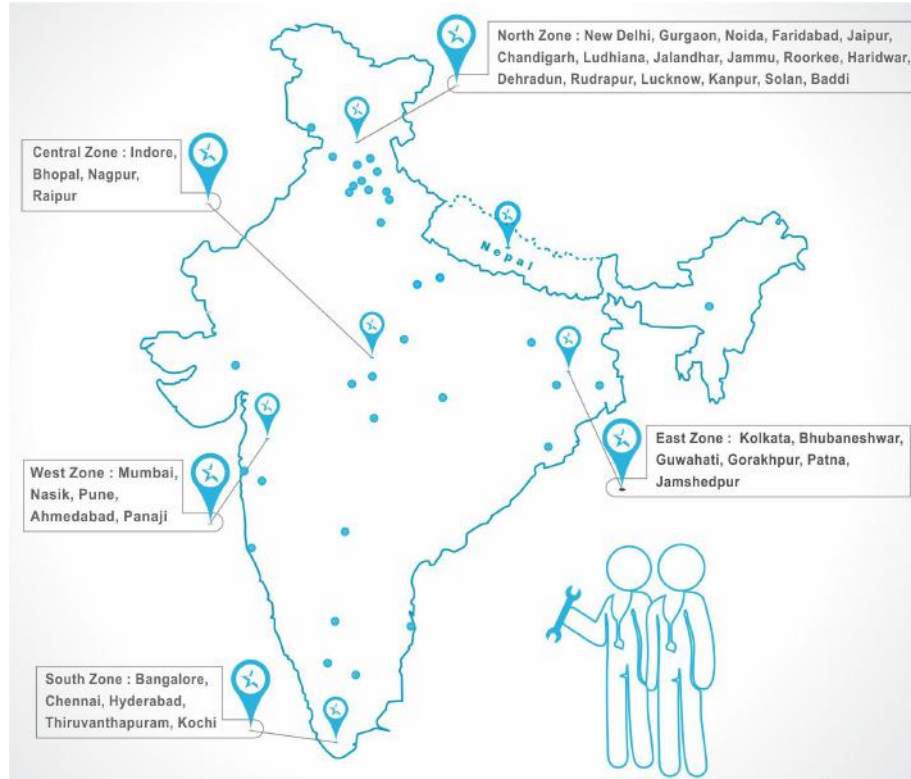 North Zone : New Delhi, Gurgaon, Noida, Faridabad, Jaipur,
Chandigarh, Ludhiana, Jalandhar, Jammu, Roorkee, Haridwar,
Dehradun, Rudrapur, Lucknow, Kanpur, Solan, Baddi
Central Zone : Indore,
Bhopal, Nagpur,
Raipur
Nepal
East Zone : Kolkata, Bhubaneshwar,
Guwahati, Gorakhpur, Patna,
Jamshedpur
West Zone : Mumbai,
Nasik, Pune,
Ahmedabad, Panaji
South Zone : Bangalore,
Chennai, Hyderabad,
Thiruvanthapuram, Kochi